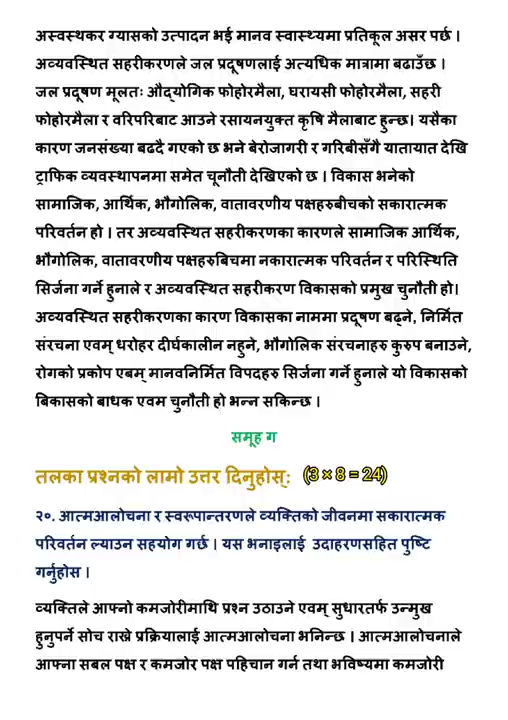 अस्वस्थकर ग्यासको उत्पादन भई मानव स्वास्थ्यमा प्रतिकूल असर पर्छ ।
अव्यवस्थित सहरीकरणले जल प्रदूषणलाई अत्यधिक मात्रामा बढाउँछ ।
जल प्रदूषण मूलतः औद्योगिक फोहोरमैला, घरायसी फोहोरमैला, सहरी
फोहोरमैला र वरिपरिबाट आउने रसायनयुक्त कृषि मैलाबाट हुन्छ। यसैका
कारण जनसंख्या बढदै गएको छ भने बेरोजागरी र गरिबीसँगै यातायात देखि
ट्राफिक व्यवस्थापनमा समेत चूनौती देखिएको छ । विकास भनेको
सामाजिक, आर्थिक, भौगोलिक, वातावरणीय पक्षहरुबीचको सकारात्मक
परिवर्तन हो । तर अव्यवस्थित सहरीकरणका कारणले सामाजिक आर्थिक,
भौगोलिक, वातावरणीय पक्षहरुबिचमा नकारात्मक परिवर्तन र परिस्थिति
सिर्जना गर्ने हुनाले र अव्यवस्थित सहरीकरण विकासको प्रमुख चुनौती हो।
अव्यवस्थित सहरीकरणका कारण विकासका नाममा प्रदूषण बढ्ने, निर्मित
संरचना एवम् धरोहर दीर्घकालीन नहुने, भौगोलिक संरचनाहरु कुरुप बनाउने,
रोगको प्रकोप एबम् मानवनिर्मित विपदहरु सिर्जना गर्ने हुनाले यो विकासको
बिकासको बाधक एवम चुनौती हो भन्न सकिन्छ ।
समूह ग
तलका प्रश्नको लामो उत्तर दिनुहोस्: (3 × 8 = 24)
२०. आत्मआलोचना र स्वरूपान्तरणले व्यक्तिको जीवनमा सकारात्मक
परिवर्तन ल्याउन सहयोग गर्छ । यस भनाइलाई उदाहरणसहित पुष्टि
गर्नुहोस ।
व्यक्तिले आफ्नो कमजोरीमाथि प्रश्न उठाउने एवम् सुधारतर्फ उन्मुख
हुनुपर्ने सोच राख्ने प्रक्रियालाई आत्मआलोचना भनिन्छ । आत्मआलोचनाले
आफ्ना सबल पक्ष र कमजोर पक्ष पहिचान गर्न तथा भविष्यमा कमजोरी